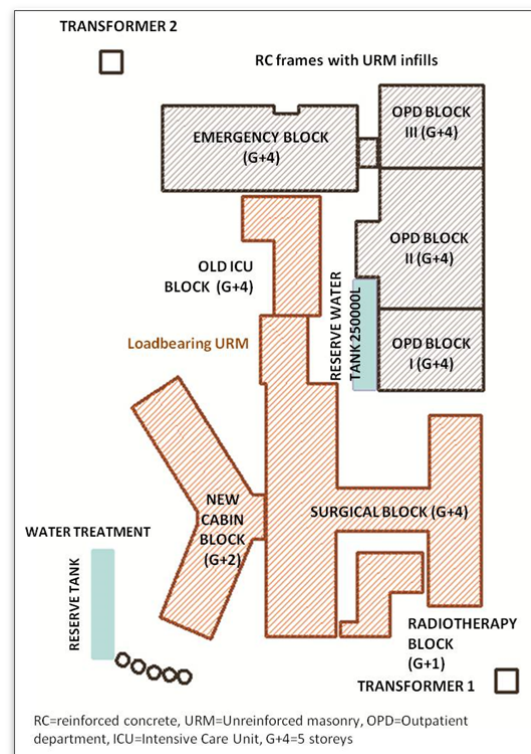 TRANSFORMER 2
RC frames with URM infills
OPD BLOCK
III (G+4)
EMERGENCY BLOCK
(G+4)
OPD BLOCK
II (G+4)
OLD ICU
BLOCK (G+4)
RESERVE WATER
TANK 250000L
Loadbearing URM
OPD BLOCK
I (G+4)
NEW
CABIN
BLOCK
(G+2)
SURGICAL BLOCK (G+4)
WATER TREATMENT
RESERVE TANK
RADIOTHERAPY
BLOCK
(G+1)
TRANSFORMER 1
RC=reinforced concrete, URM=Unreinforced masonry, OPD=Outpatient
department, ICU=Intensive Care Unit, G+4=5 storeys